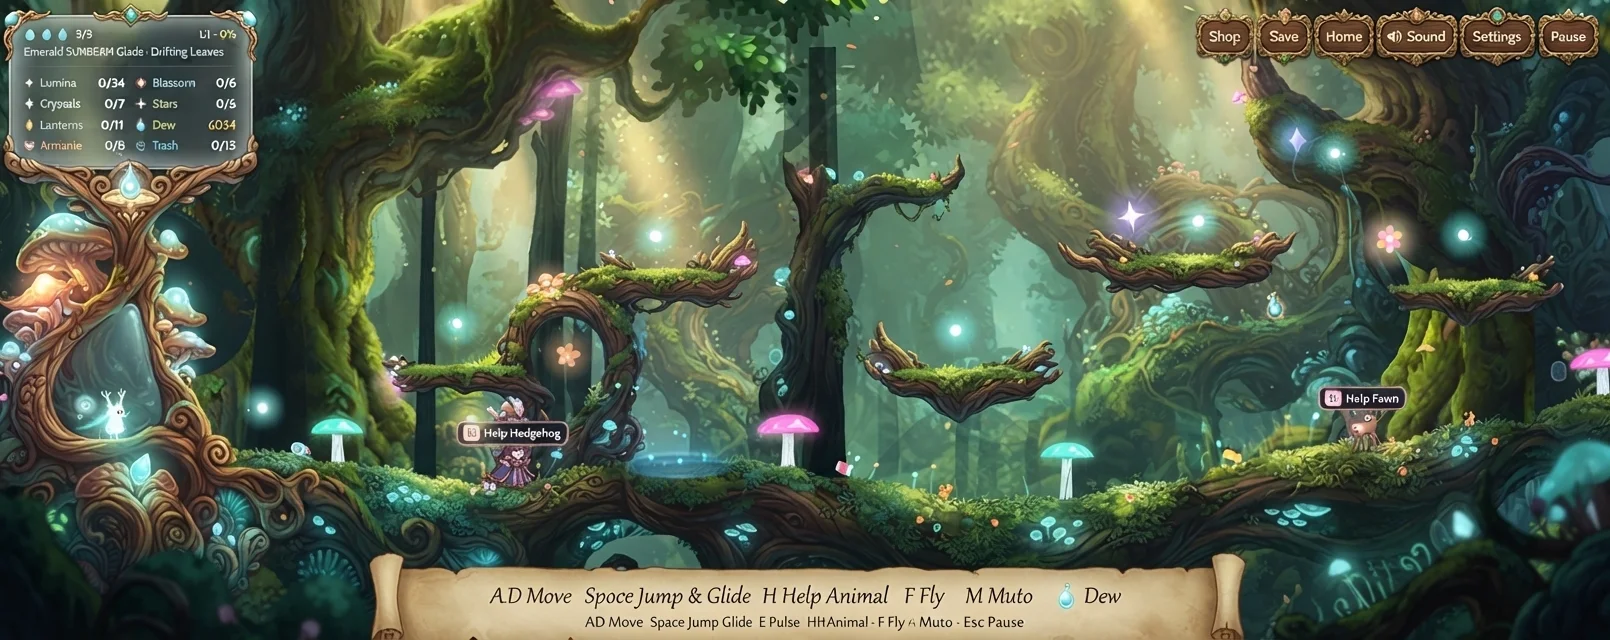 3/3 L1 - 0%
Emerald SUNBEAM Glade · Drifting Leaves
Lumina 0/34 Blassorn 0/6
Crysals 0/7 Stars 0/5
Lanterns 0/11 Dew 6034
Armanie 0/8 Trash 0/13
Shop Save Home Sound Settings Pause
Help Hedgehog
Help Fawn
AD Move Spoce Jump & Glide H Help Animal F Fly M Muto Dew
AD Move Space Jump Glide E Pulse HHAnimal - F Fly Muto - Esc Pause